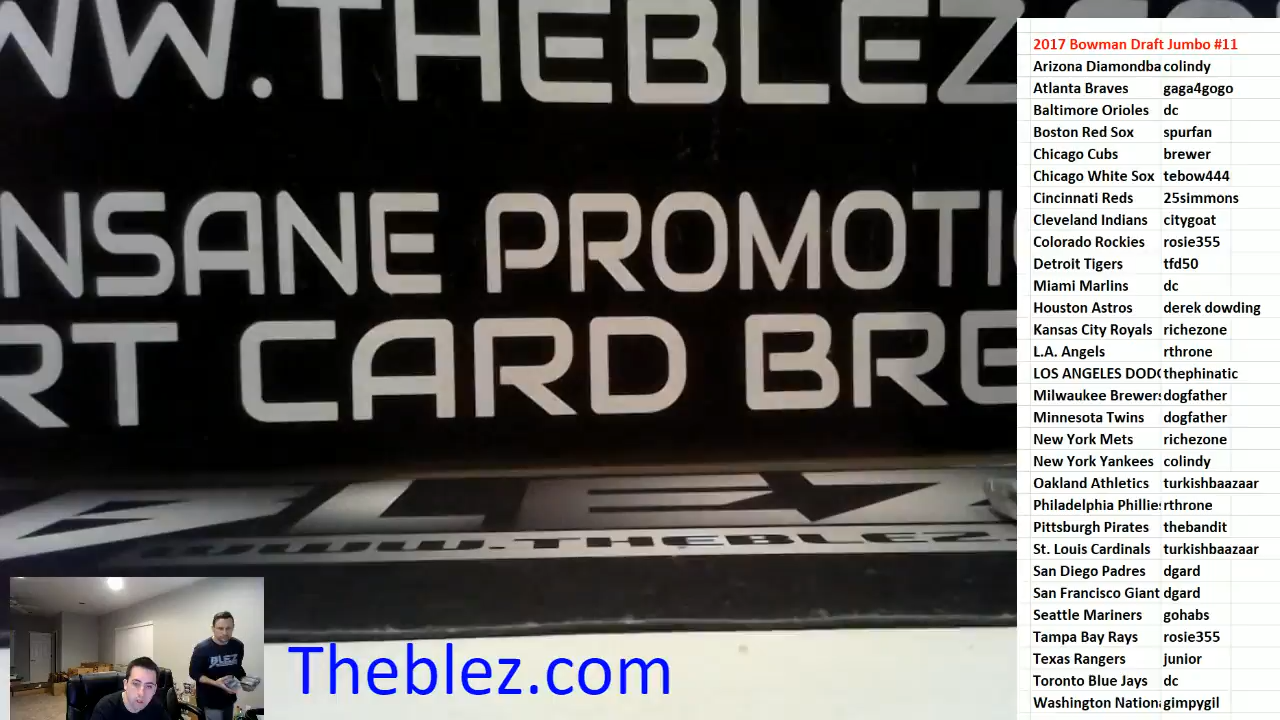 WW.THEBLEZ.CO
NSANE PROMOTI
RT CARD BRE
BLEZ
WWW.THEBLEZ.
BLEZ
Theblez.com
2017 Bowman Draft Jumbo #11
Arizona Diamondba colindy
Atlanta Braves gaga4gogo
Baltimore Orioles dc
Boston Red Sox spurfan
Chicago Cubs brewer
Chicago White Sox tebow444
Cincinnati Reds 25simmons
Cleveland Indians citygoat
Colorado Rockies rosie355
Detroit Tigers tfd50
Miami Marlins dc
Houston Astros derek dowding
Kansas City Royals richezone
L.A. Angels rthrone
LOS ANGELES DODG thephinatic
Milwaukee Brewers dogfather
Minnesota Twins dogfather
New York Mets richezone
New York Yankees colindy
Oakland Athletics turkishbaazaar
Philadelphia Phillies rthrone
Pittsburgh Pirates thebandit
St. Louis Cardinals turkishbaazaar
San Diego Padres dgard
San Francisco Giant dgard
Seattle Mariners gohabs
Tampa Bay Rays rosie355
Texas Rangers junior
Toronto Blue Jays dc
Washington Nationa gimpygil